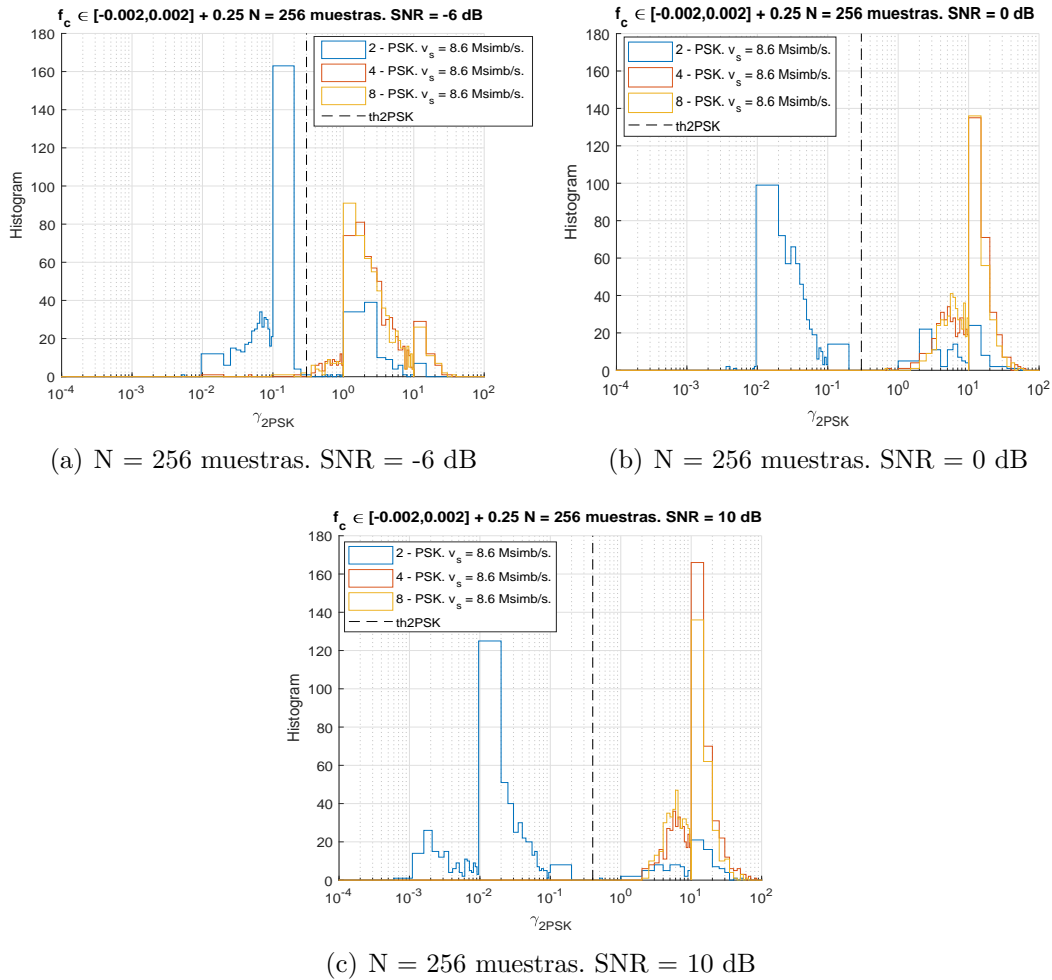 f_c ∈ [-0.002,0.002] + 0.25 N = 256 muestras. SNR = -6 dB
180
160
140
120
100
80
60
40
20
0
Histogram
2 - PSK. v_s = 8.6 Msimb/s.
4 - PSK. v_s = 8.6 Msimb/s.
8 - PSK. v_s = 8.6 Msimb/s.
th2PSK
10^-4 10^-3 10^-2 10^-1 10^0 10^1 10^2
γ_2PSK
(a) N = 256 muestras. SNR = -6 dB
f_c ∈ [-0.002,0.002] + 0.25 N = 256 muestras. SNR = 0 dB
180
160
140
120
100
80
60
40
20
0
Histogram
2 - PSK. v_s = 8.6 Msimb/s.
4 - PSK. v_s = 8.6 Msimb/s.
8 - PSK. v_s = 8.6 Msimb/s.
th2PSK
10^-4 10^-3 10^-2 10^-1 10^0 10^1 10^2
γ_2PSK
(b) N = 256 muestras. SNR = 0 dB
f_c ∈ [-0.002,0.002] + 0.25 N = 256 muestras. SNR = 10 dB
180
160
140
120
100
80
60
40
20
0
Histogram
2 - PSK. v_s = 8.6 Msimb/s.
4 - PSK. v_s = 8.6 Msimb/s.
8 - PSK. v_s = 8.6 Msimb/s.
th2PSK
10^-4 10^-3 10^-2 10^-1 10^0 10^1 10^2
γ_2PSK
(c) N = 256 muestras. SNR = 10 dB